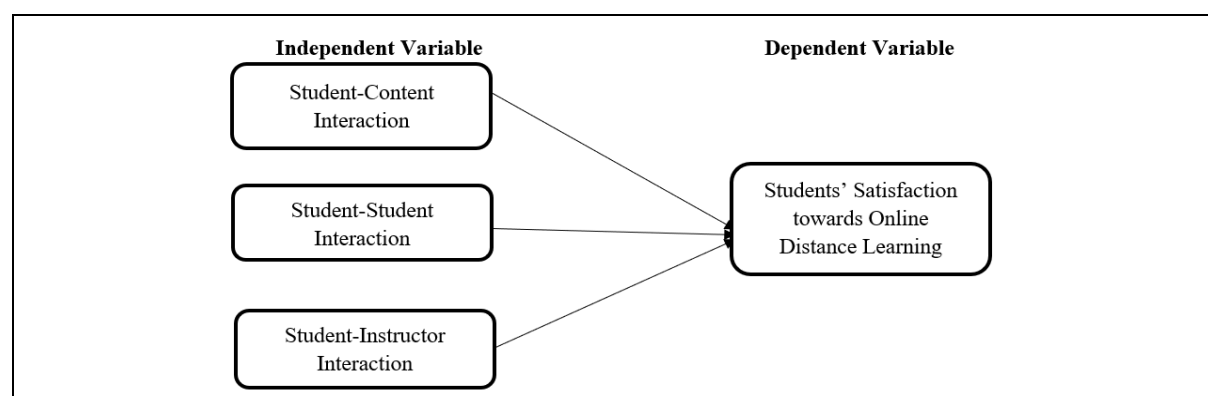 Independent Variable
Dependent Variable
Student-Content
Interaction
Student-Student
Interaction
Student-Instructor
Interaction
Students’ Satisfaction
towards Online
Distance Learning